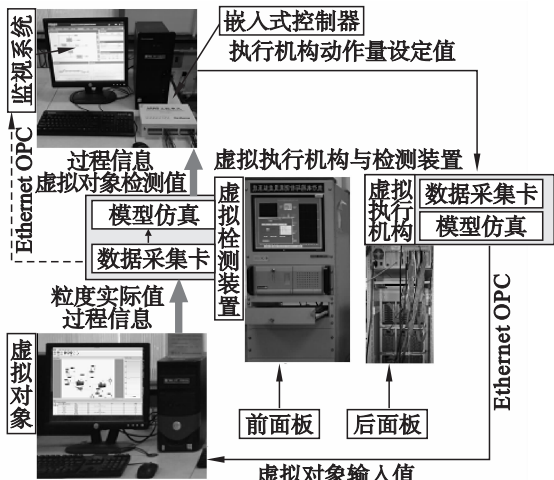 嵌入式控制器
执行机构动作量设定值
监视系统
Ethernet OPC
过程信息
虚拟对象检测值
虚拟执行机构与检测装置
模型仿真
数据采集卡
虚拟检测装置
虚拟
执行
机构
数据采集卡
模型仿真
粒度实际值
过程信息
Ethernet OPC
虚拟对象
前面板
后面板
虚拟对象输入值